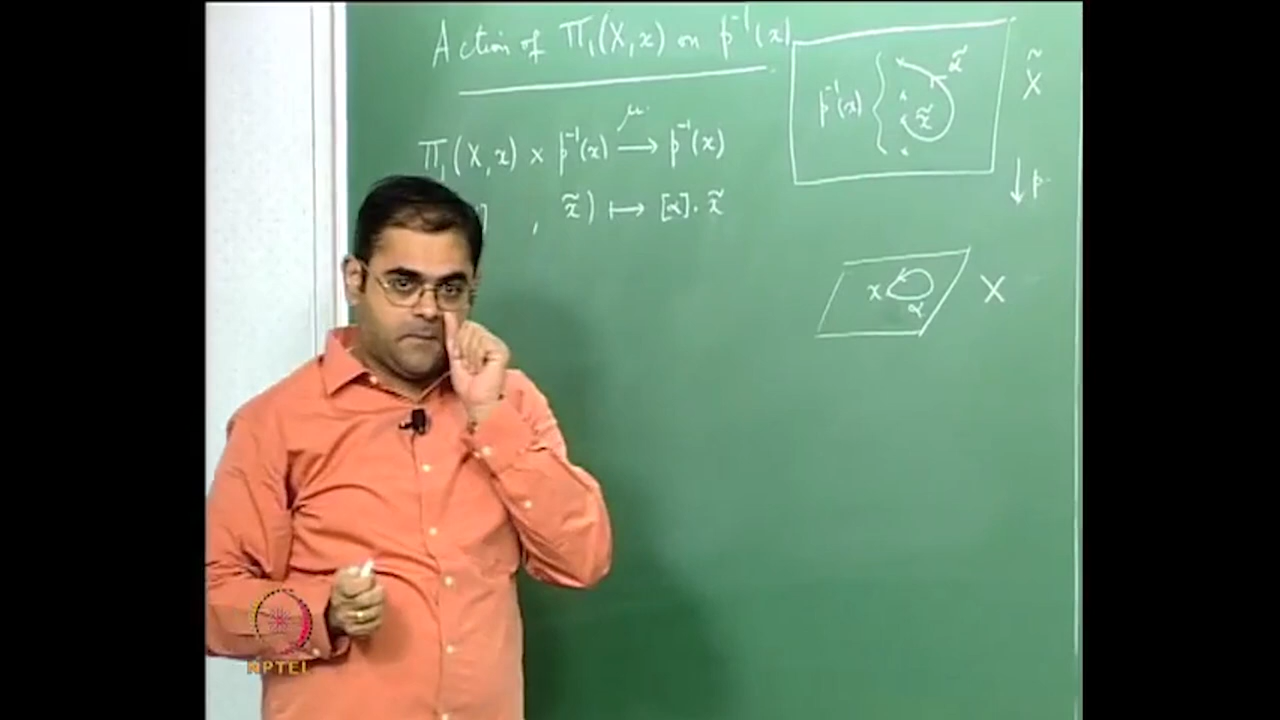 Action of Π₁(X,x) on p⁻¹(x)
Π₁(X,x) × p⁻¹(x) ⟶ p⁻¹(x)
μ
] , x̃) ⟼ [α]. x̃
p⁻¹(x) { x̃ α̃
X̃
↓ p
x α X
NPTEL